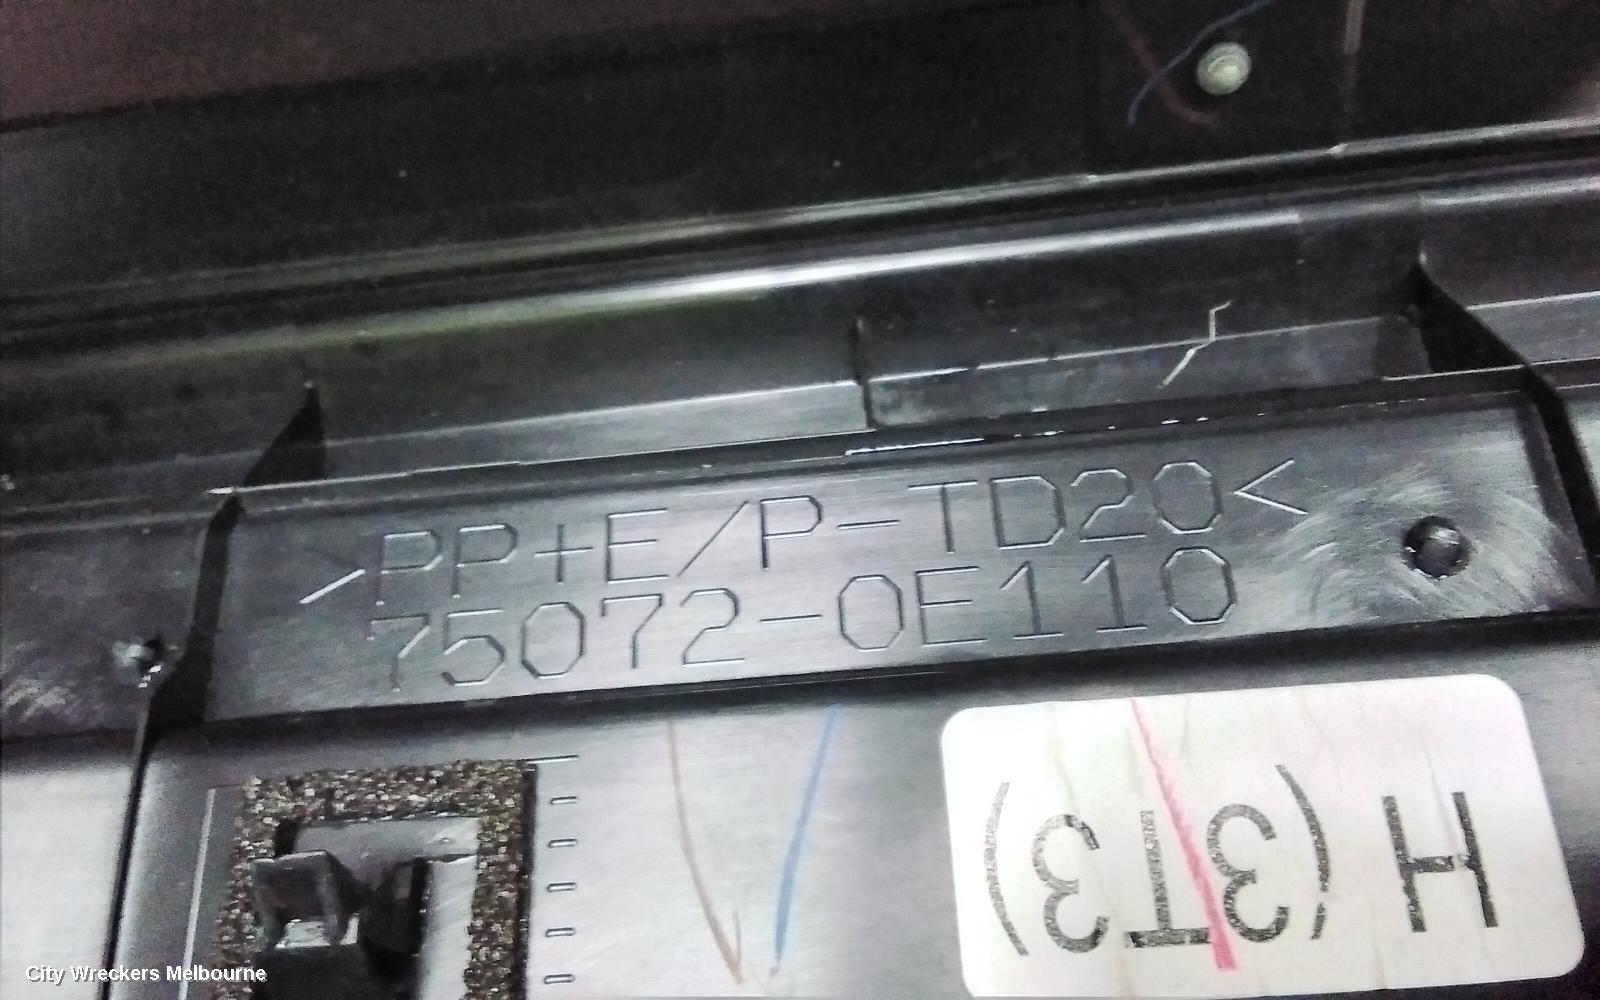 >PP+E/P-TD20<
75072-0E110
H (3T3)
City Wreckers Melbourne